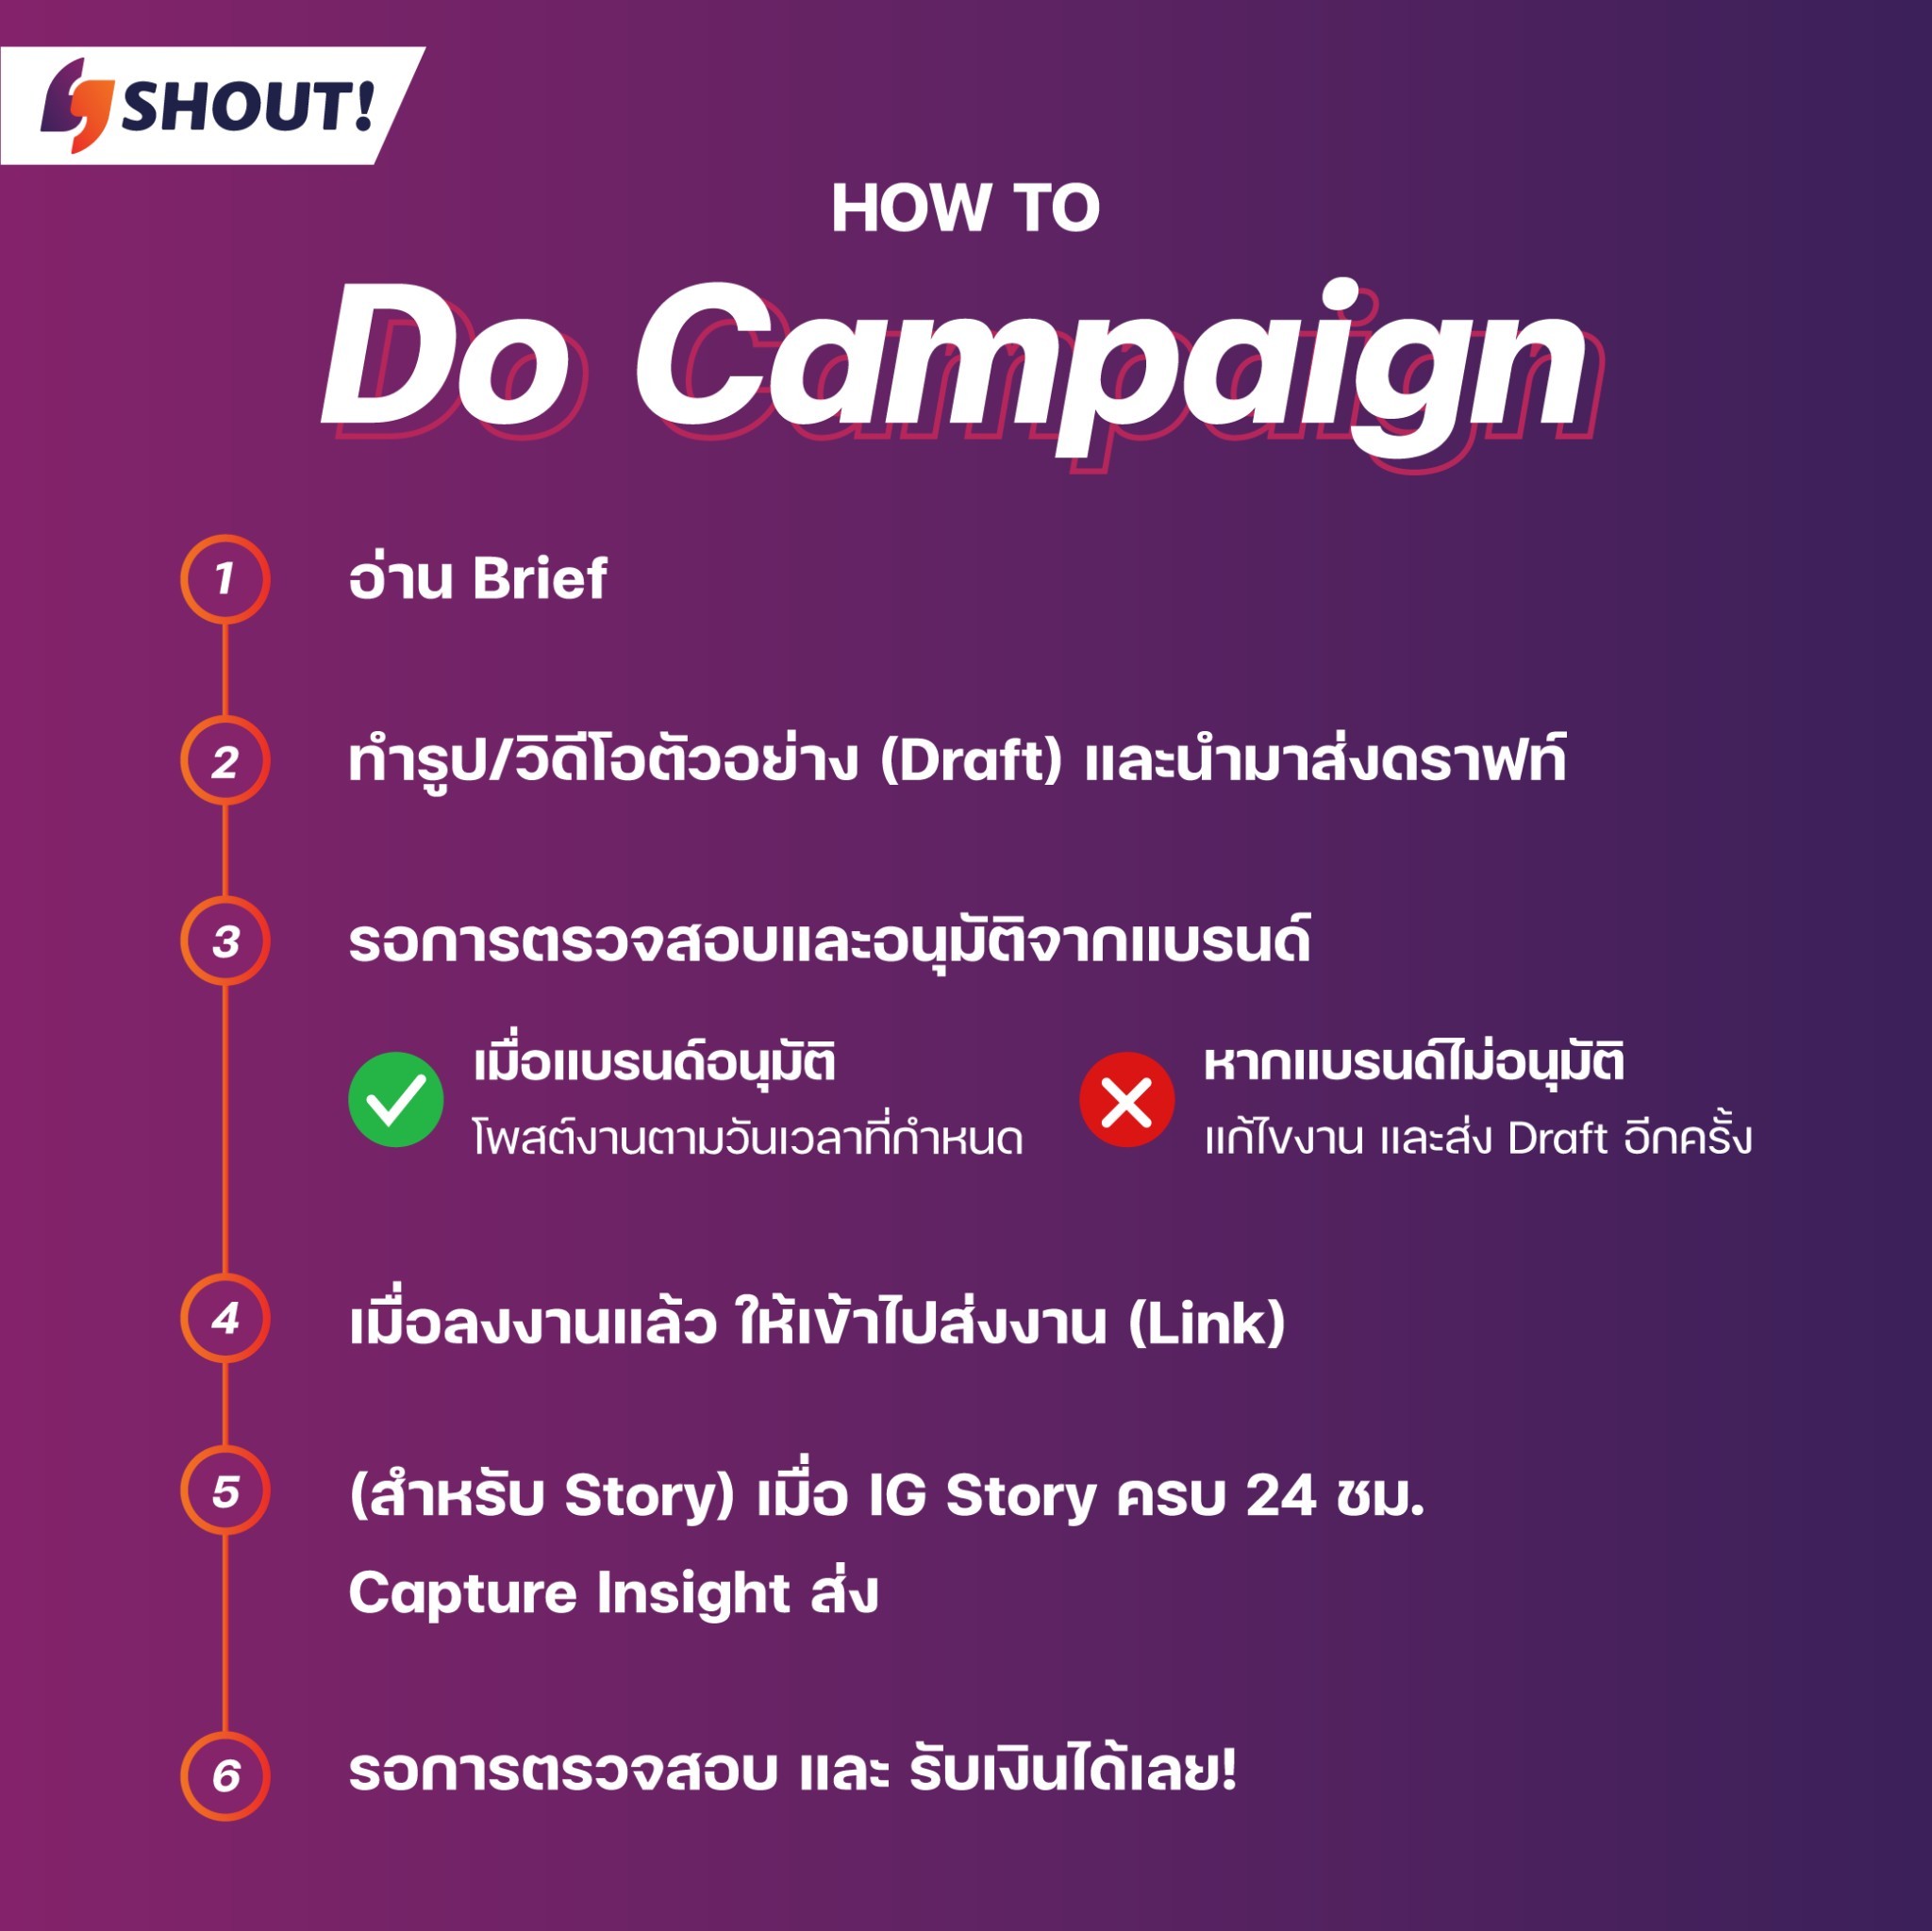 SHOUT!
HOW TO
Do Campaign
1
อ่าน Brief
2
ทำรูป/วิดีโอตัวอย่าง (Draft) และนำมาส่งดราฟท์
3
รอการตรวจสอบและอนุมัติจากแบรนด์
เมื่อแบรนด์อนุมัติ
โพสต์งานตามวันเวลาที่กำหนด
หากแบรนด์ไม่อนุมัติ
แก้ไขงาน และส่ง Draft อีกครั้ง
4
เมื่อลงงานแล้ว ให้เข้าไปส่งงาน (Link)
5
(สำหรับ Story) เมื่อ IG Story ครบ 24 ชม.
Capture Insight ส่ง
6
รอการตรวจสอบ และ รับเงินได้เลย!